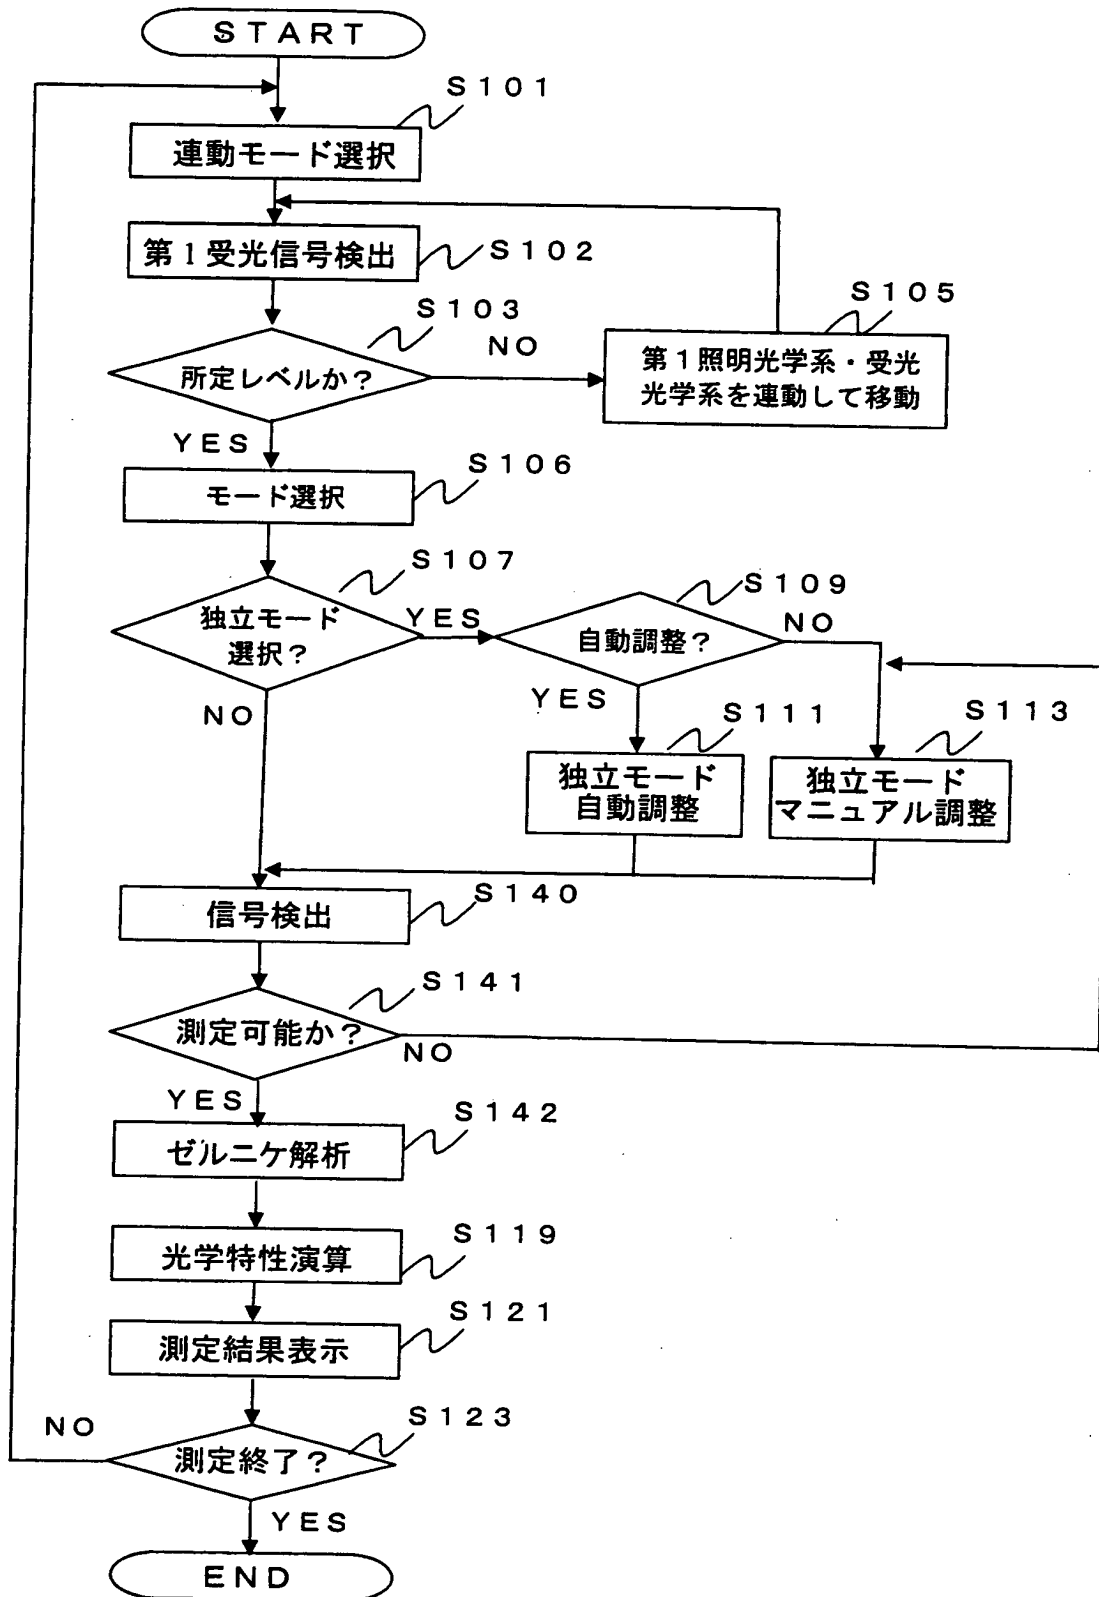 START
S101
連動モード選択
第1受光信号検出
S102
S103
所定レベルか?
NO
S105
第1照明光学系・受光
光学系を連動して移動
YES
S106
モード選択
S107
独立モード
選択?
YES
S109
自動調整?
NO
NO
YES
S111
独立モード
自動調整
S113
独立モード
マニュアル調整
S140
信号検出
S141
測定可能か?
NO
YES
S142
ゼルニケ解析
S119
光学特性演算
S121
測定結果表示
NO
S123
測定終了?
YES
END